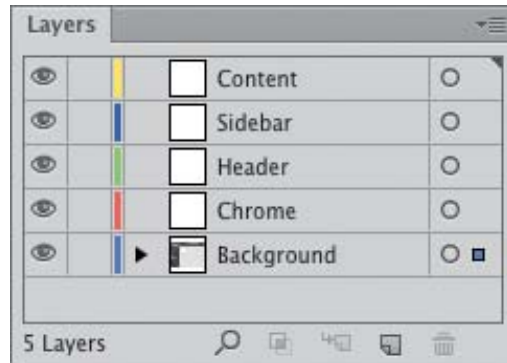 Layers
Content
Sidebar
Header
Chrome
Background
5 Layers